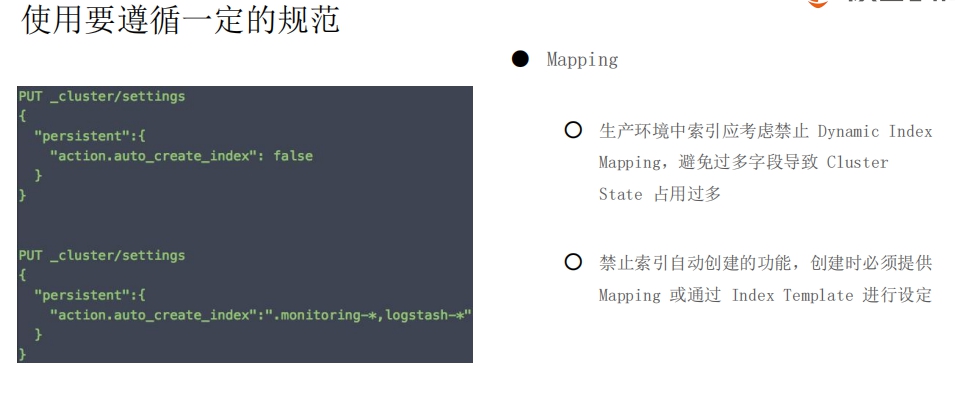 使用要遵循一定的规范
PUT _cluster/settings
{
  "persistent":{
    "action.auto_create_index": false
  }
}
PUT _cluster/settings
{
  "persistent":{
    "action.auto_create_index":".monitoring-*,logstash-*"
  }
}
● Mapping
○ 生产环境中索引应考虑禁止 Dynamic Index
Mapping，避免过多字段导致 Cluster
State 占用过多
○ 禁止索引自动创建的功能，创建时必须提供
Mapping 或通过 Index Template 进行设定